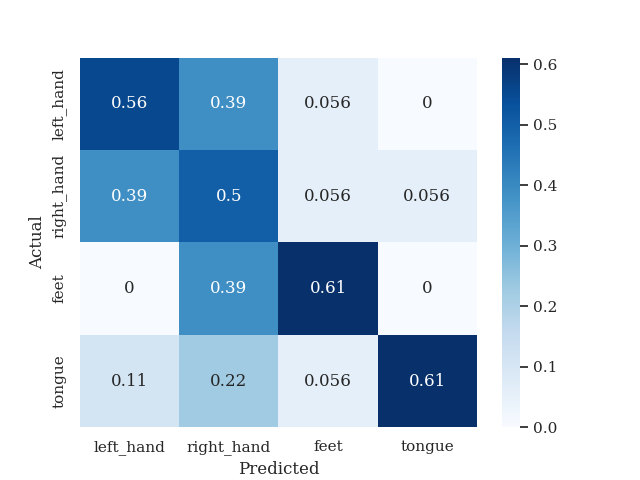 left_hand 0.56 0.39 0.056 0 0.6
0.5
right_hand 0.39 0.5 0.056 0.056 0.4
Actual
0.3
feet 0 0.39 0.61 0 0.2
tongue 0.11 0.22 0.056 0.61 0.1
0.0
left_hand right_hand feet tongue
Predicted